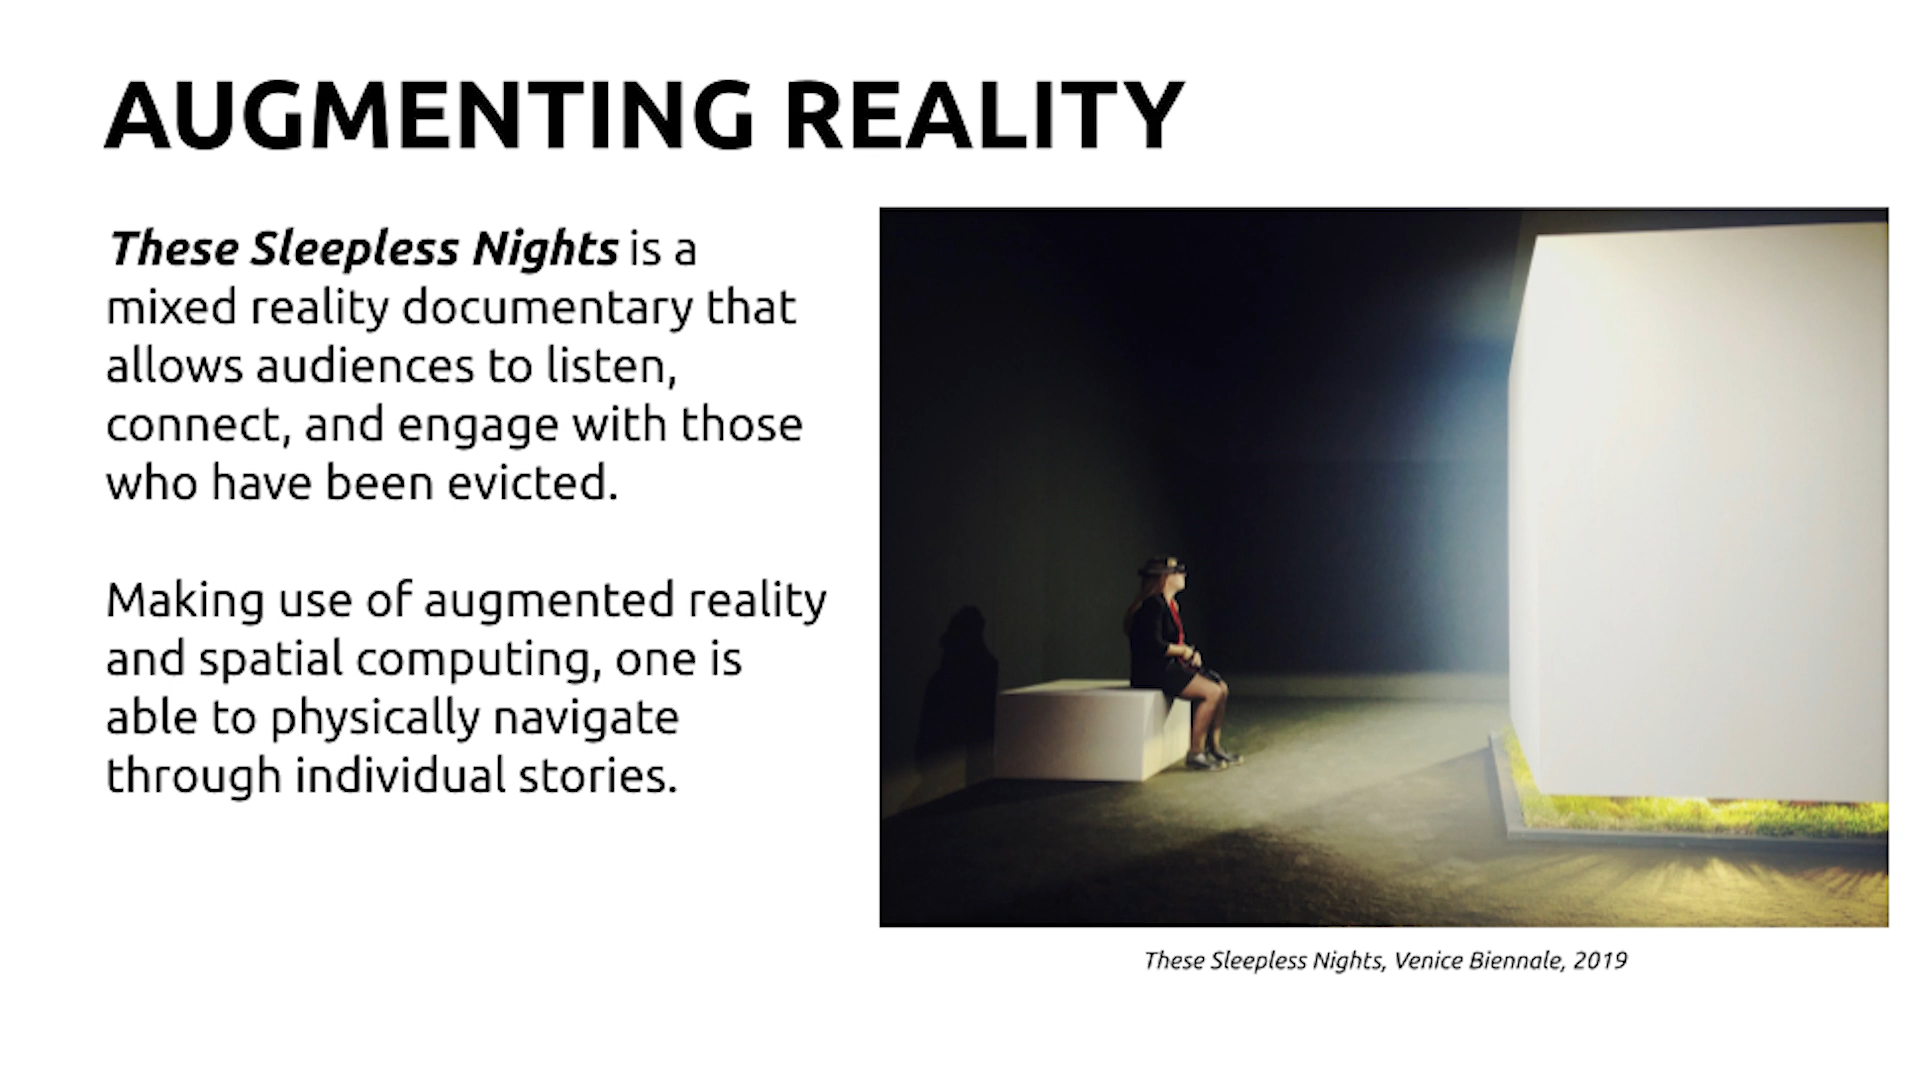 AUGMENTING REALITY
These Sleepless Nights is a
mixed reality documentary that
allows audiences to listen,
connect, and engage with those
who have been evicted.
Making use of augmented reality
and spatial computing, one is
able to physically navigate
through individual stories.
These Sleepless Nights, Venice Biennale, 2019